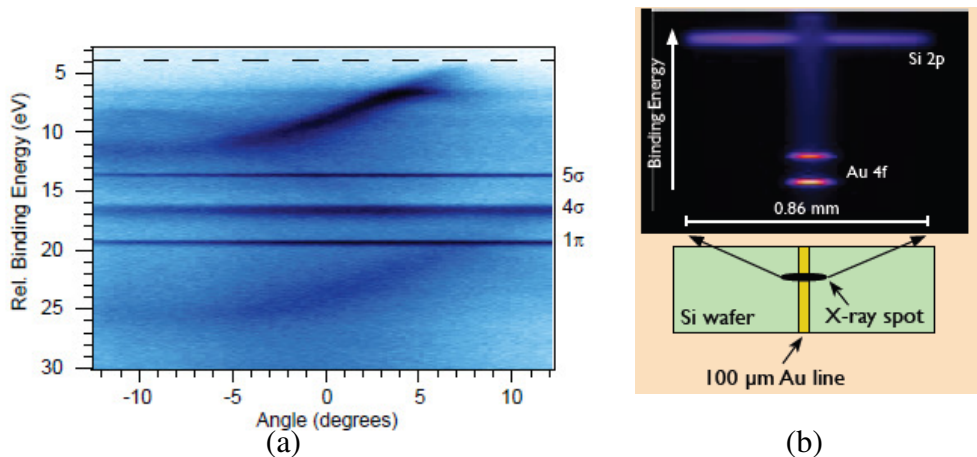 Rel. Binding Energy (eV)
5
10
15
20
25
30
5σ
4σ
1π
-10
-5
0
5
10
Angle (degrees)
(a)
Binding Energy
Si 2p
Au 4f
0.86 mm
Si wafer
X-ray spot
100 µm Au line
(b)